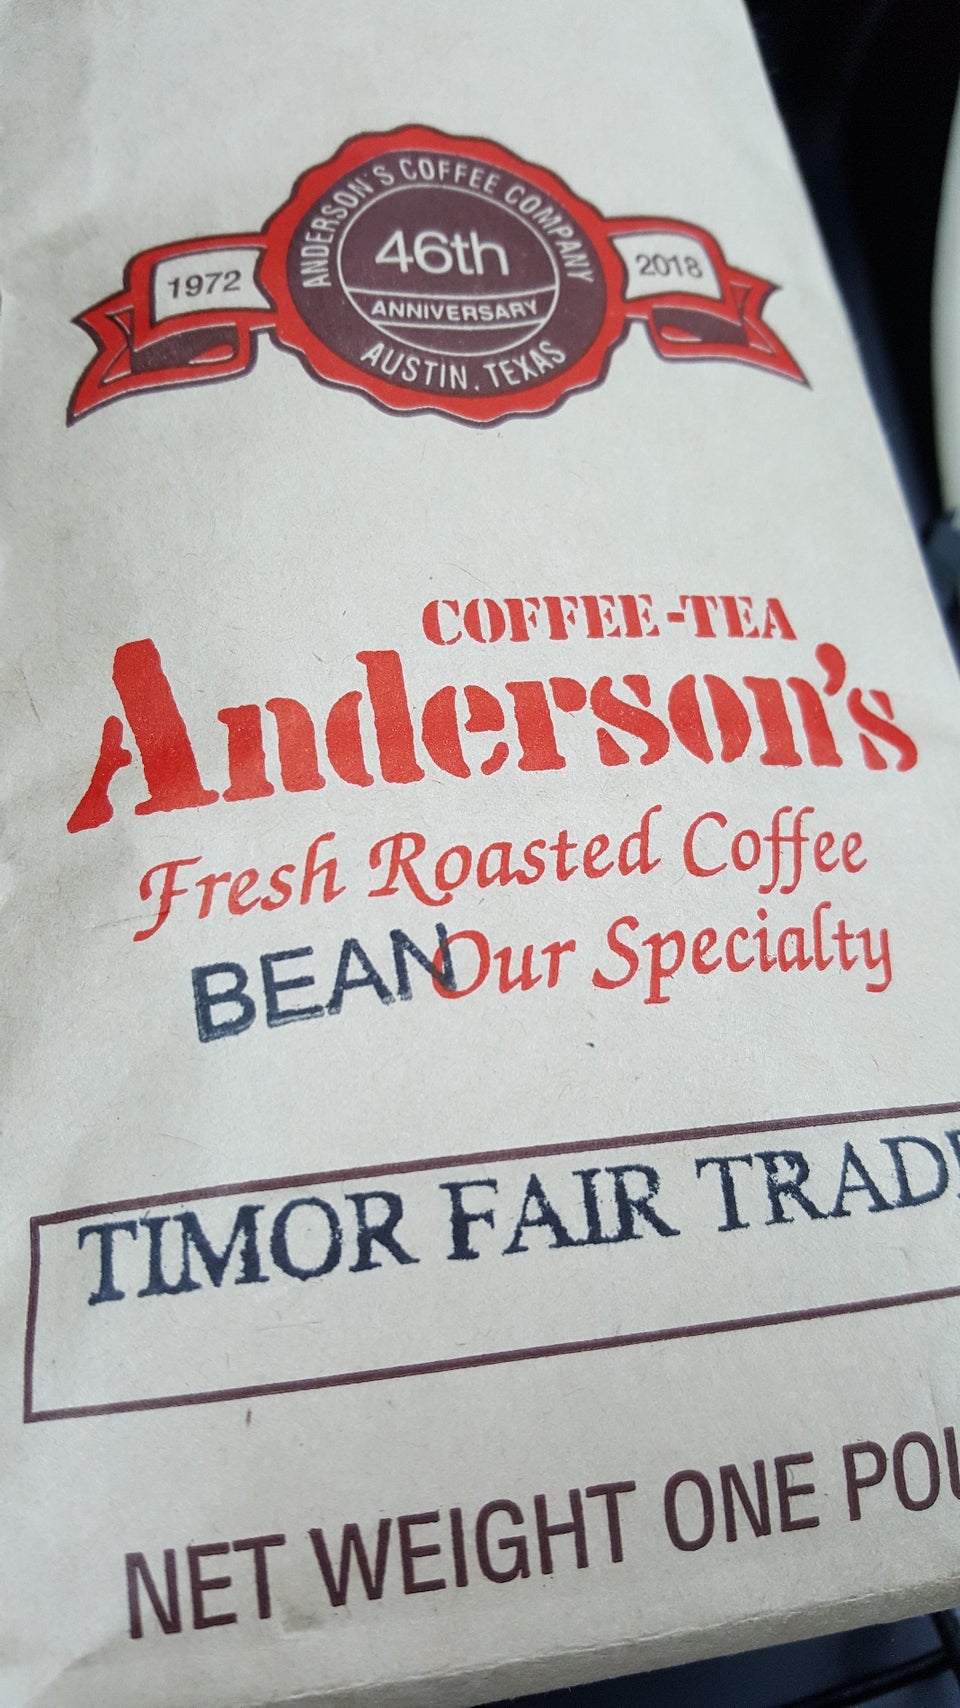 ANDERSON'S COFFEE COMPANY
1972
46th
2018
ANNIVERSARY
AUSTIN, TEXAS
COFFEE-TEA
Anderson's
Fresh Roasted Coffee
BEAN Our Specialty
TIMOR FAIR TRADE
NET WEIGHT ONE POU